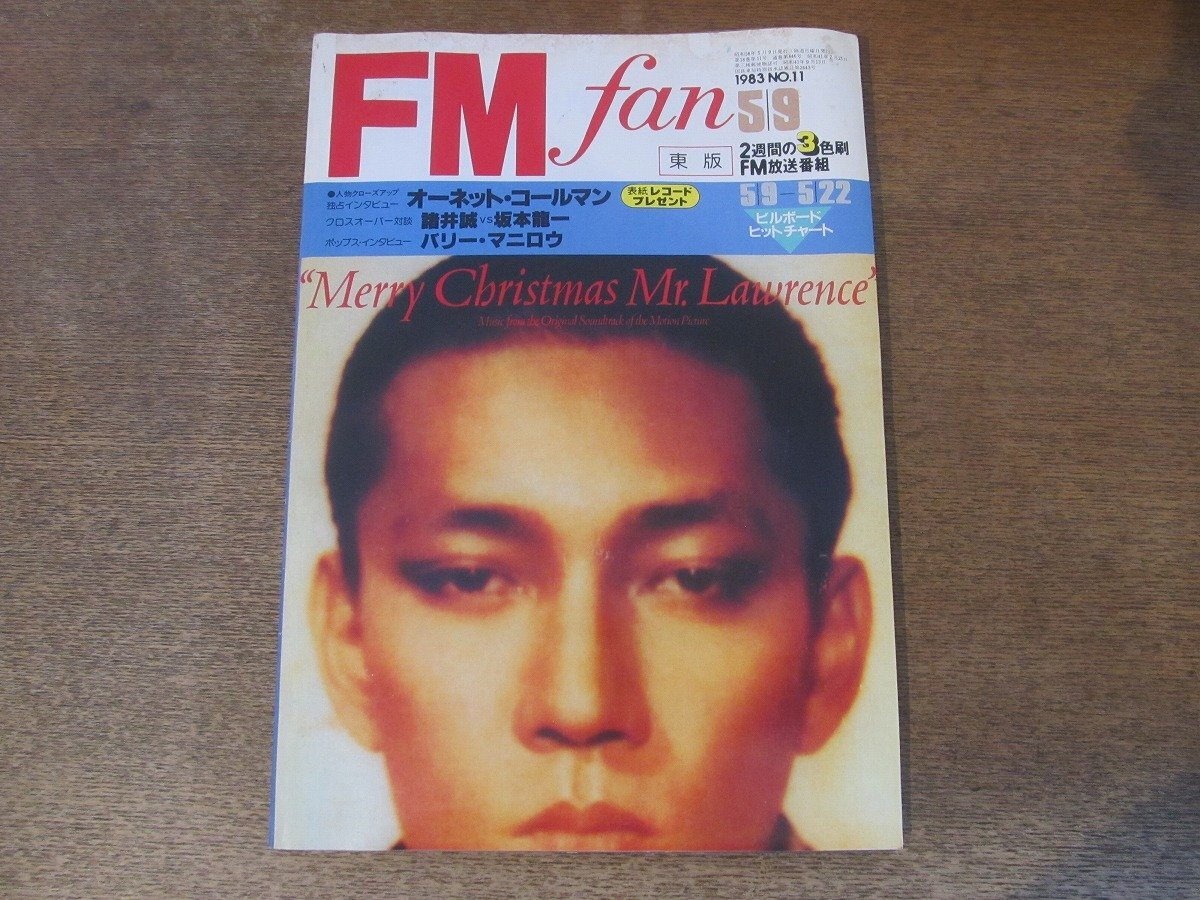 FM fan
1983 NO.11
5|9
東版
2週間の3色刷
FM放送番組
5|9－5|22
ビルボード
ヒットチャート
●人物クローズアップ
独占インタビュー オーネット・コールマン
表紙レコード
プレゼント
クロスオーバー対談 諸井誠VS坂本龍一
ポップス・インタビュー バリー・マニロウ
“Merry Christmas Mr. Lawrence”
Music from the Original Soundtrack of the Motion Picture